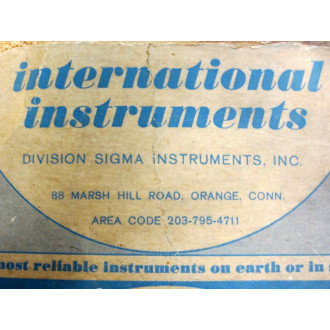 international
instruments
DIVISION SIGMA INSTRUMENTS, INC.
88 MARSH HILL ROAD, ORANGE, CONN.
AREA CODE 203-795-4711
most reliable instruments on earth or in